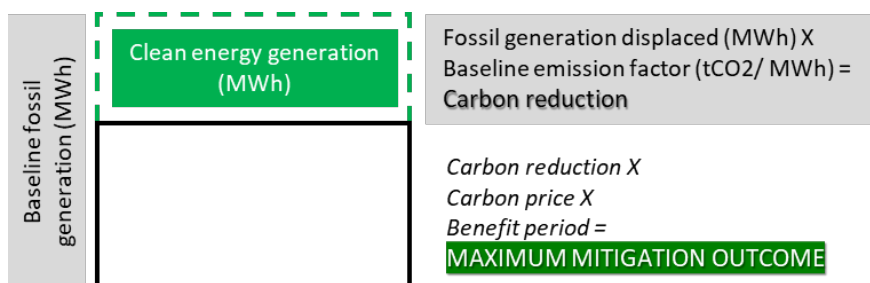 Baseline fossil
generation (MWh)
Clean energy generation
(MWh)
Fossil generation displaced (MWh) X
Baseline emission factor (tCO2/ MWh) =
Carbon reduction
Carbon reduction X
Carbon price X
Benefit period =
MAXIMUM MITIGATION OUTCOME